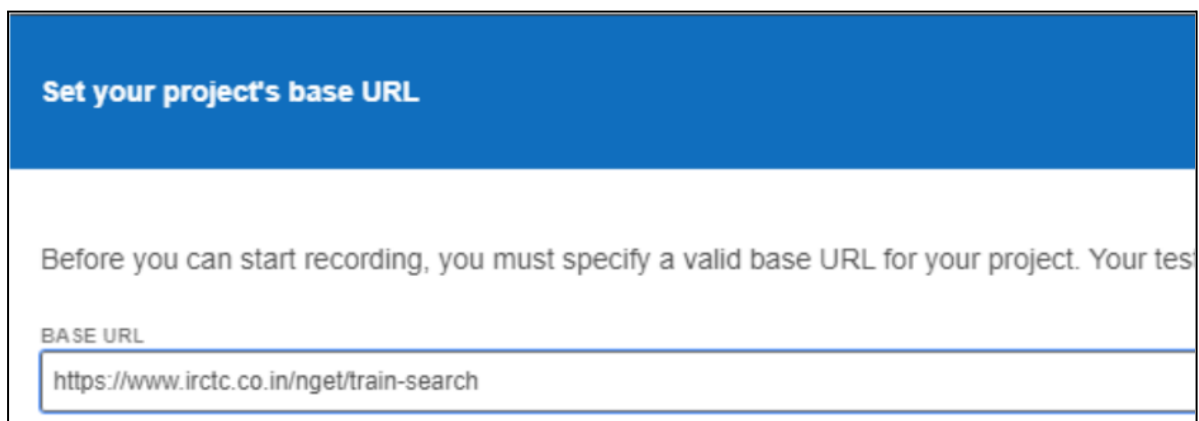 Set your project's base URL
Before you can start recording, you must specify a valid base URL for your project. Your tes
BASE URL
https://www.irctc.co.in/nget/train-search